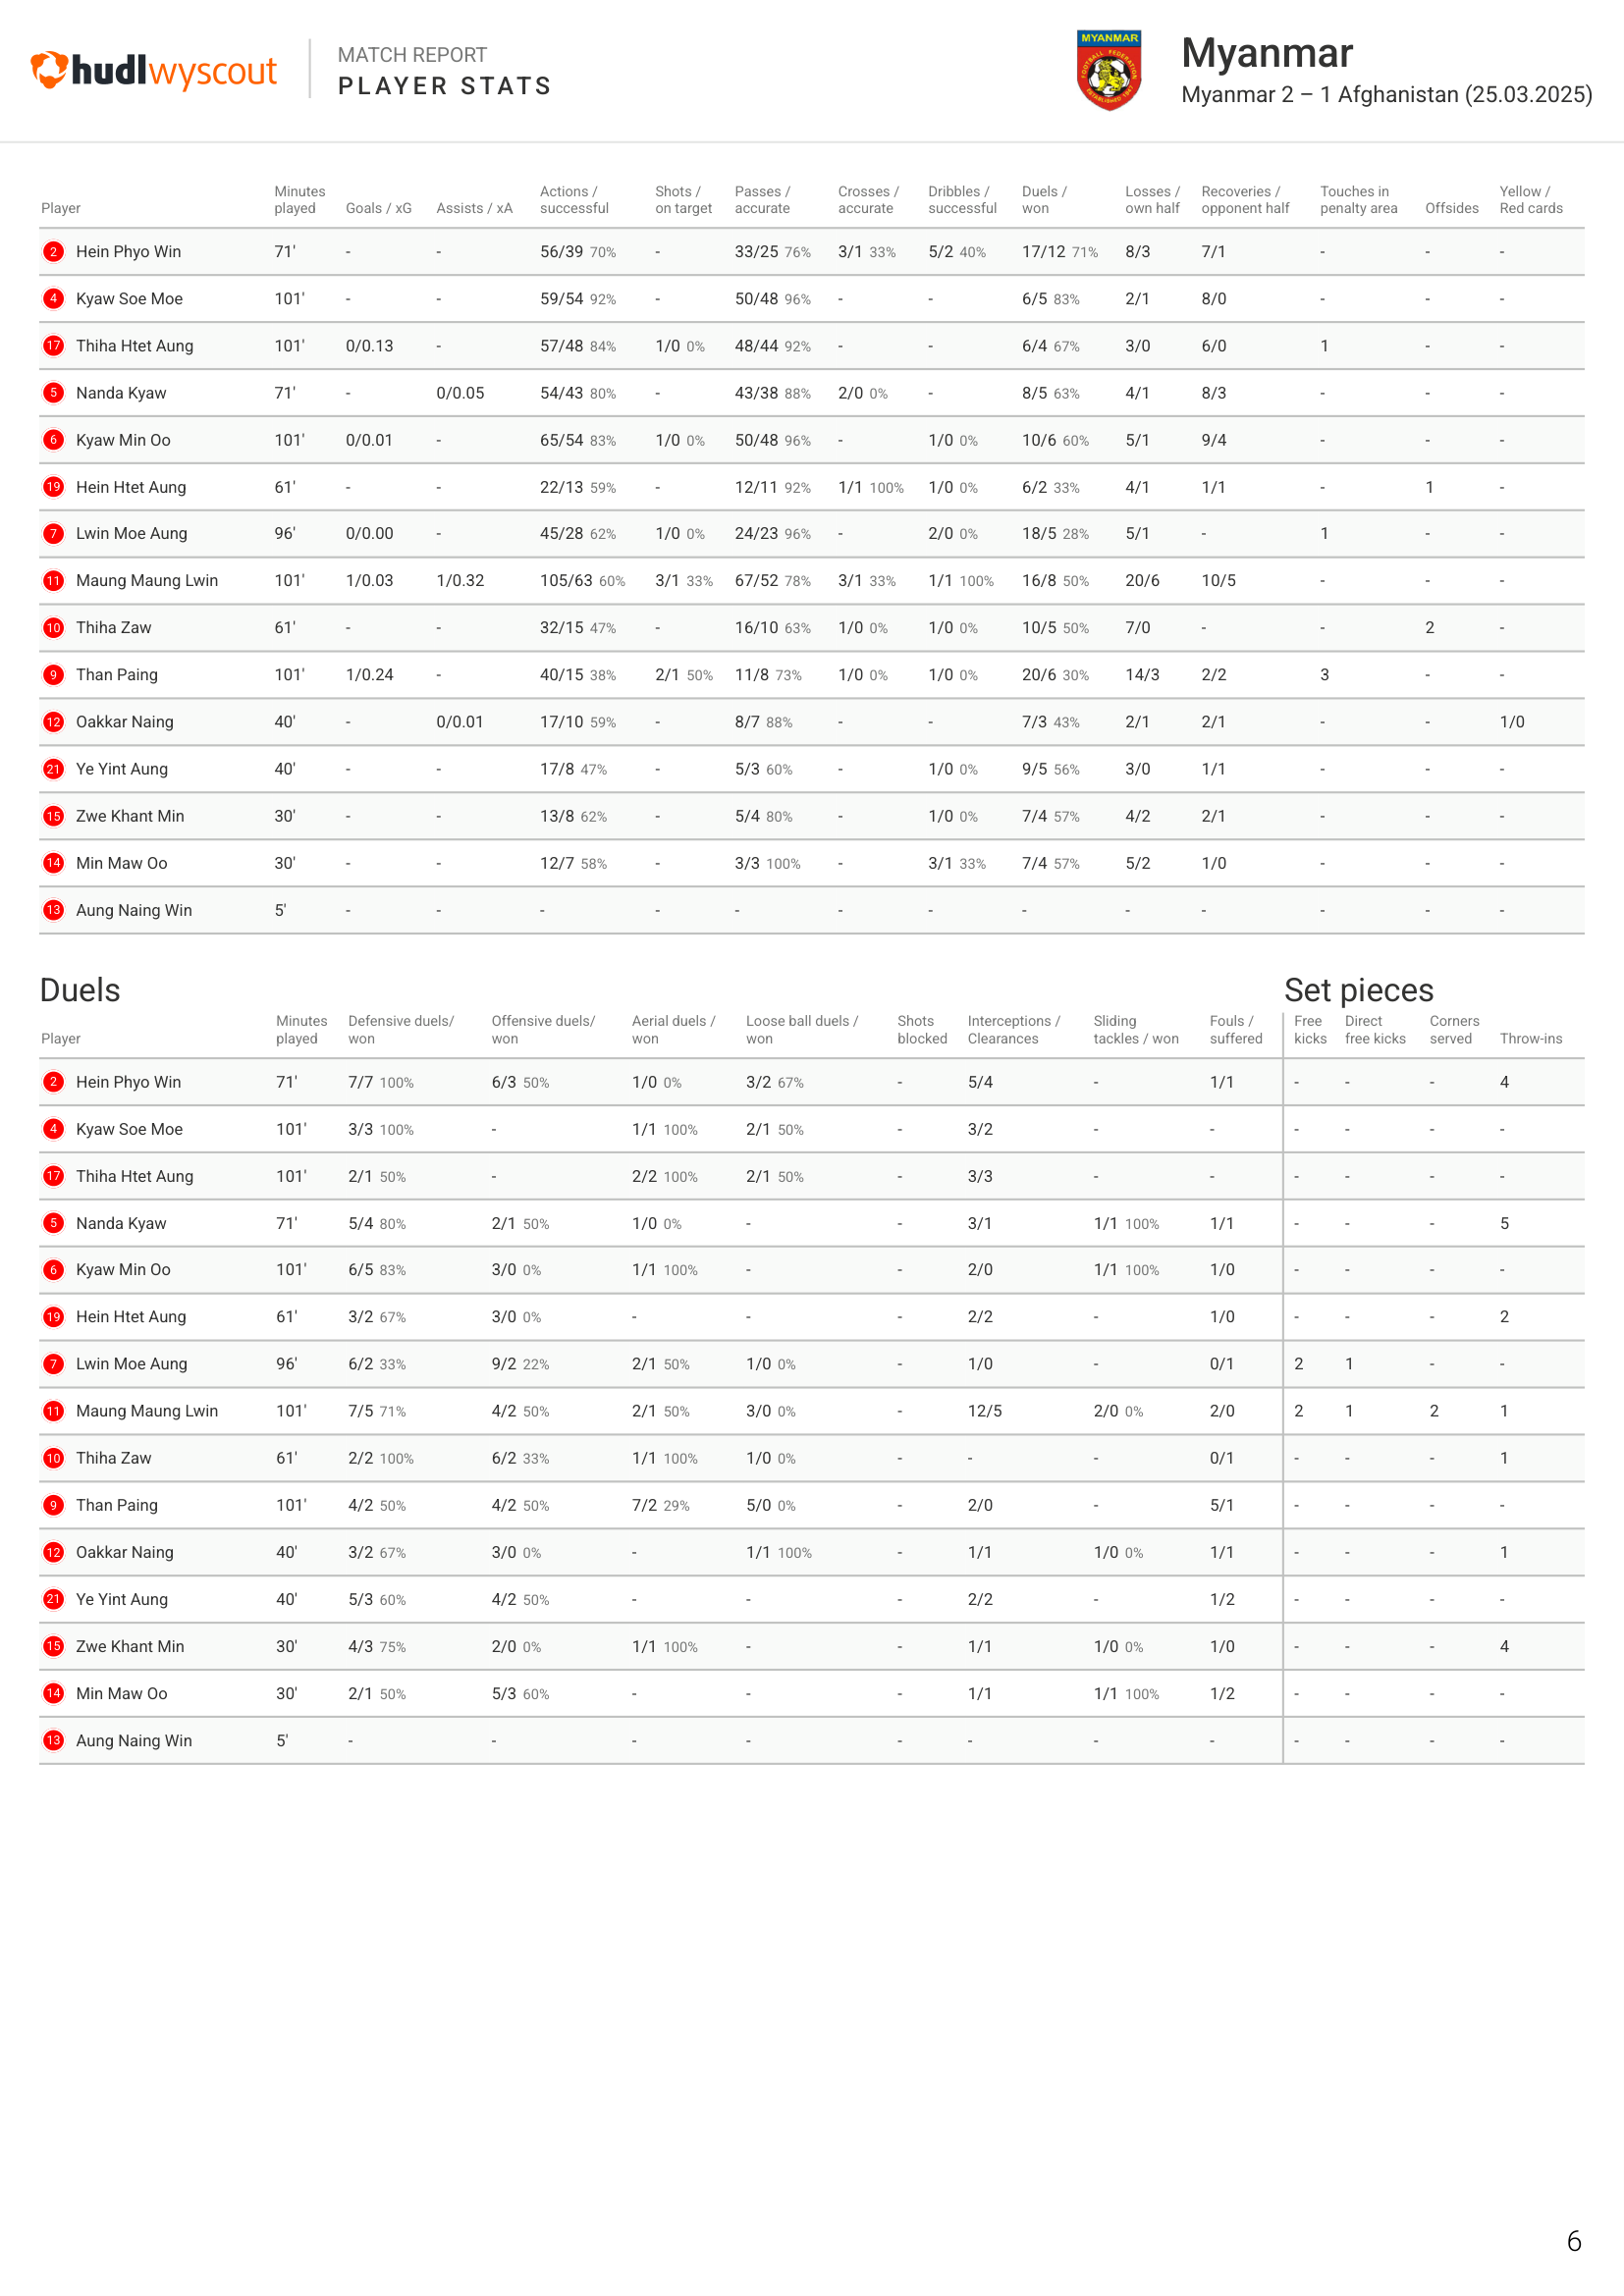 hudl wyscout
MATCH REPORT
PLAYER STATS
MYANMAR
FOOTBALL FEDERATION
ESTABLISHED 1947
Myanmar
Myanmar 2 – 1 Afghanistan (25.03.2025)
Player Minutes played Goals / xG Assists / xA Actions / successful Shots / on target Passes / accurate Crosses / accurate Dribbles / successful Duels / won Losses / own half Recoveries / opponent half Touches in penalty area Offsides Yellow / Red cards
2 Hein Phyo Win 71' - - 56/39 70% - 33/25 76% 3/1 33% 5/2 40% 17/12 71% 8/3 7/1 - - -
4 Kyaw Soe Moe 101' - - 59/54 92% - 50/48 96% - - 6/5 83% 2/1 8/0 - - -
17 Thiha Htet Aung 101' 0/0.13 - 57/48 84% 1/0 0% 48/44 92% - - 6/4 67% 3/0 6/0 1 - -
5 Nanda Kyaw 71' - 0/0.05 54/43 80% - 43/38 88% 2/0 0% - 8/5 63% 4/1 8/3 - - -
6 Kyaw Min Oo 101' 0/0.01 - 65/54 83% 1/0 0% 50/48 96% - 1/0 0% 10/6 60% 5/1 9/4 - - -
19 Hein Htet Aung 61' - - 22/13 59% - 12/11 92% 1/1 100% 1/0 0% 6/2 33% 4/1 1/1 - 1 -
7 Lwin Moe Aung 96' 0/0.00 - 45/28 62% 1/0 0% 24/23 96% - 2/0 0% 18/5 28% 5/1 - 1 - -
11 Maung Maung Lwin 101' 1/0.03 1/0.32 105/63 60% 3/1 33% 67/52 78% 3/1 33% 1/1 100% 16/8 50% 20/6 10/5 - - -
10 Thiha Zaw 61' - - 32/15 47% - 16/10 63% 1/0 0% 1/0 0% 10/5 50% 7/0 - - 2 -
9 Than Paing 101' 1/0.24 - 40/15 38% 2/1 50% 11/8 73% 1/0 0% 1/0 0% 20/6 30% 14/3 2/2 3 - -
12 Oakkar Naing 40' - 0/0.01 17/10 59% - 8/7 88% - - 7/3 43% 2/1 2/1 - - 1/0
21 Ye Yint Aung 40' - - 17/8 47% - 5/3 60% - 1/0 0% 9/5 56% 3/0 1/1 - - -
15 Zwe Khant Min 30' - - 13/8 62% - 5/4 80% - 1/0 0% 7/4 57% 4/2 2/1 - - -
14 Min Maw Oo 30' - - 12/7 58% - 3/3 100% - 3/1 33% 7/4 57% 5/2 1/0 - - -
13 Aung Naing Win 5' - - - - - - - - - - - - -
Duels Set pieces
Player Minutes played Defensive duels/ won Offensive duels/ won Aerial duels / won Loose ball duels / won Shots blocked Interceptions / Clearances Sliding tackles / won Fouls / suffered Free kicks Direct free kicks Corners served Throw-ins
2 Hein Phyo Win 71' 7/7 100% 6/3 50% 1/0 0% 3/2 67% - 5/4 - 1/1 - - - 4
4 Kyaw Soe Moe 101' 3/3 100% - 1/1 100% 2/1 50% - 3/2 - - - - - -
17 Thiha Htet Aung 101' 2/1 50% - 2/2 100% 2/1 50% - 3/3 - - - - - -
5 Nanda Kyaw 71' 5/4 80% 2/1 50% 1/0 0% - - 3/1 1/1 100% 1/1 - - - 5
6 Kyaw Min Oo 101' 6/5 83% 3/0 0% 1/1 100% - - 2/0 1/1 100% 1/0 - - - -
19 Hein Htet Aung 61' 3/2 67% 3/0 0% - - - 2/2 - 1/0 - - - 2
7 Lwin Moe Aung 96' 6/2 33% 9/2 22% 2/1 50% 1/0 0% - 1/0 - 0/1 2 1 - -
11 Maung Maung Lwin 101' 7/5 71% 4/2 50% 2/1 50% 3/0 0% - 12/5 2/0 0% 2/0 2 1 2 1
10 Thiha Zaw 61' 2/2 100% 6/2 33% 1/1 100% 1/0 0% - - - 0/1 - - - 1
9 Than Paing 101' 4/2 50% 4/2 50% 7/2 29% 5/0 0% - 2/0 - 5/1 - - - -
12 Oakkar Naing 40' 3/2 67% 3/0 0% - 1/1 100% - 1/1 1/0 0% 1/1 - - - 1
21 Ye Yint Aung 40' 5/3 60% 4/2 50% - - - 2/2 - 1/2 - - - -
15 Zwe Khant Min 30' 4/3 75% 2/0 0% 1/1 100% - - 1/1 1/0 0% 1/0 - - - 4
14 Min Maw Oo 30' 2/1 50% 5/3 60% - - - 1/1 1/1 100% 1/2 - - - -
13 Aung Naing Win 5' - - - - - - - - - - - -
6